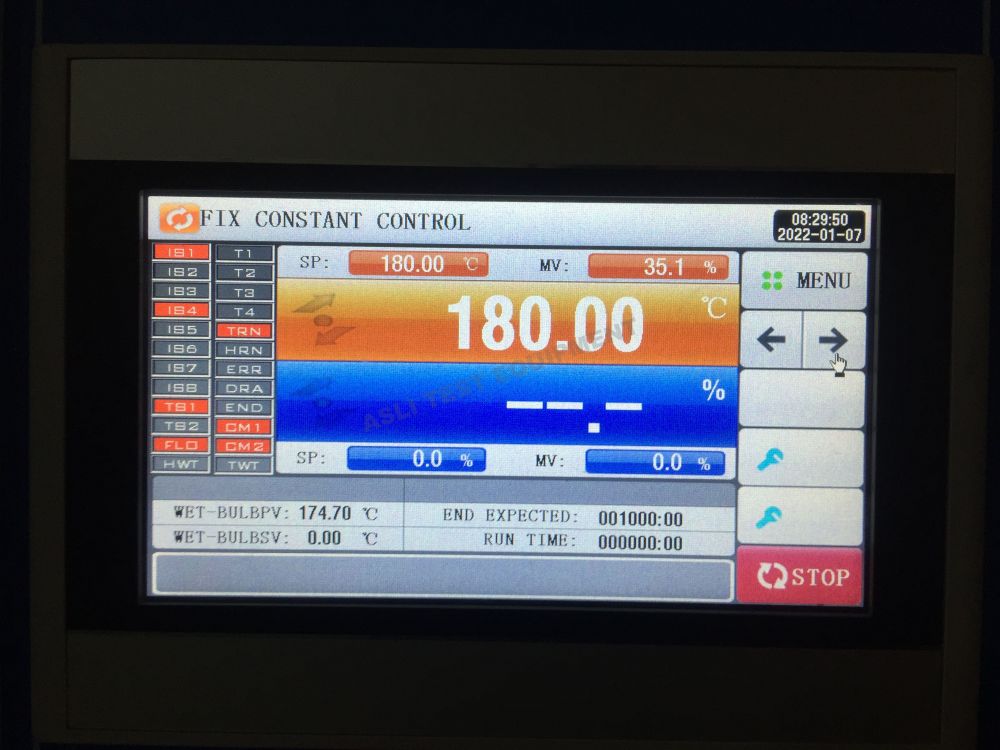 FIX CONSTANT CONTROL
08:29:50
2022-01-07
IS1 T1
IS2 T2
IS3 T3
IS4 T4
IS5 TRN
IS6 HRN
IS7 ERR
IS8 DRA
TS1 END
TS2 CM1
FLO CM2
HWT TWT
SP: 180.00 ℃ MV: 35.1 %
180.00 ℃
%
--.-
ASLI TEST EQUIPMENT
SP: 0.0 % MV: 0.0 %
WET-BULBPV: 174.70 ℃ END EXPECTED: 001000:00
WET-BULBSV: 0.00 ℃ RUN TIME: 000000:00
MENU
STOP